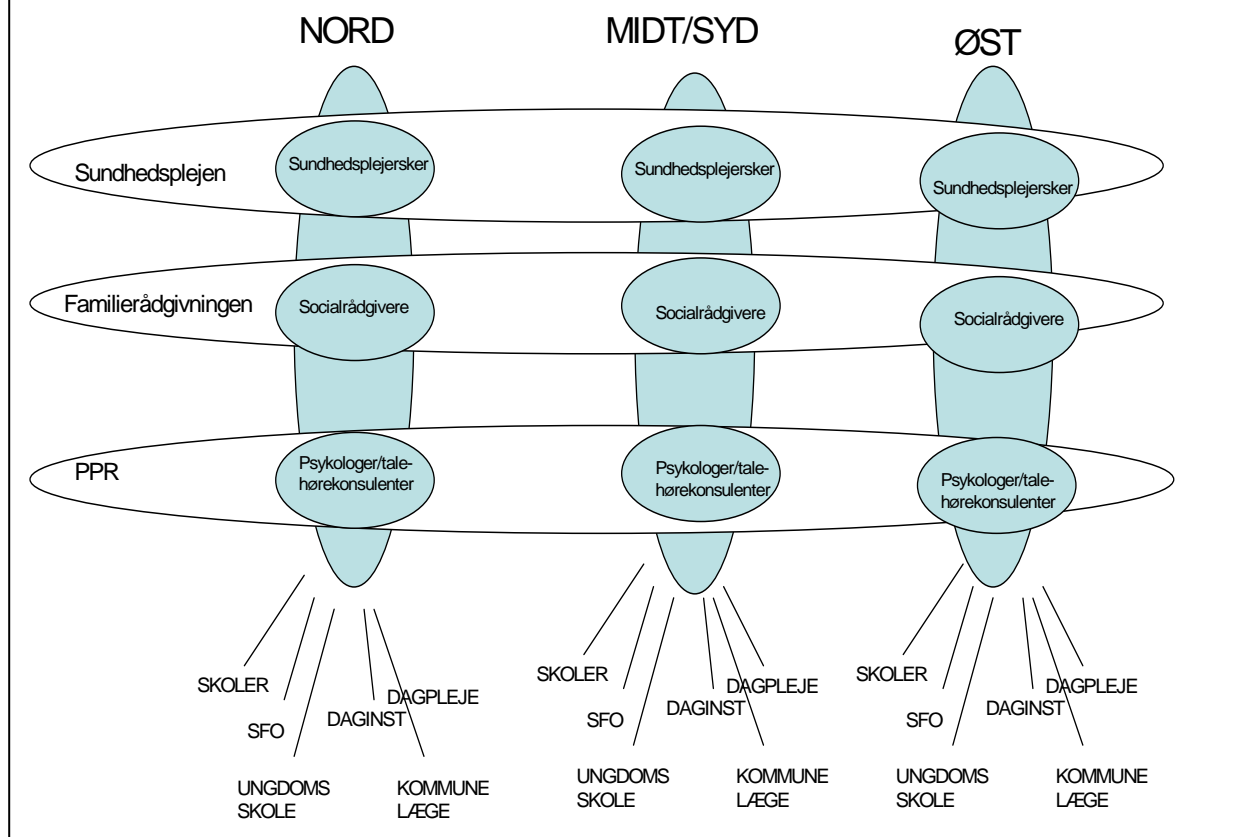 NORD
MIDT/SYD
ØST
Sundhedsplejen
Sundhedsplejersker
Sundhedsplejersker
Sundhedsplejersker
Familierådgivningen
Socialrådgivere
Socialrådgivere
Socialrådgivere
PPR
Psykologer/tale-
hørekonsulenter
Psykologer/tale-
hørekonsulenter
Psykologer/tale-
hørekonsulenter
SKOLER
SFO
DAGINST
DAGPLEJE
UNGDOMS
SKOLE
KOMMUNE
LÆGE
SKOLER
SFO
DAGINST
DAGPLEJE
UNGDOMS
SKOLE
KOMMUNE
LÆGE
SKOLER
SFO
DAGINST
DAGPLEJE
UNGDOMS
SKOLE
KOMMUNE
LÆGE